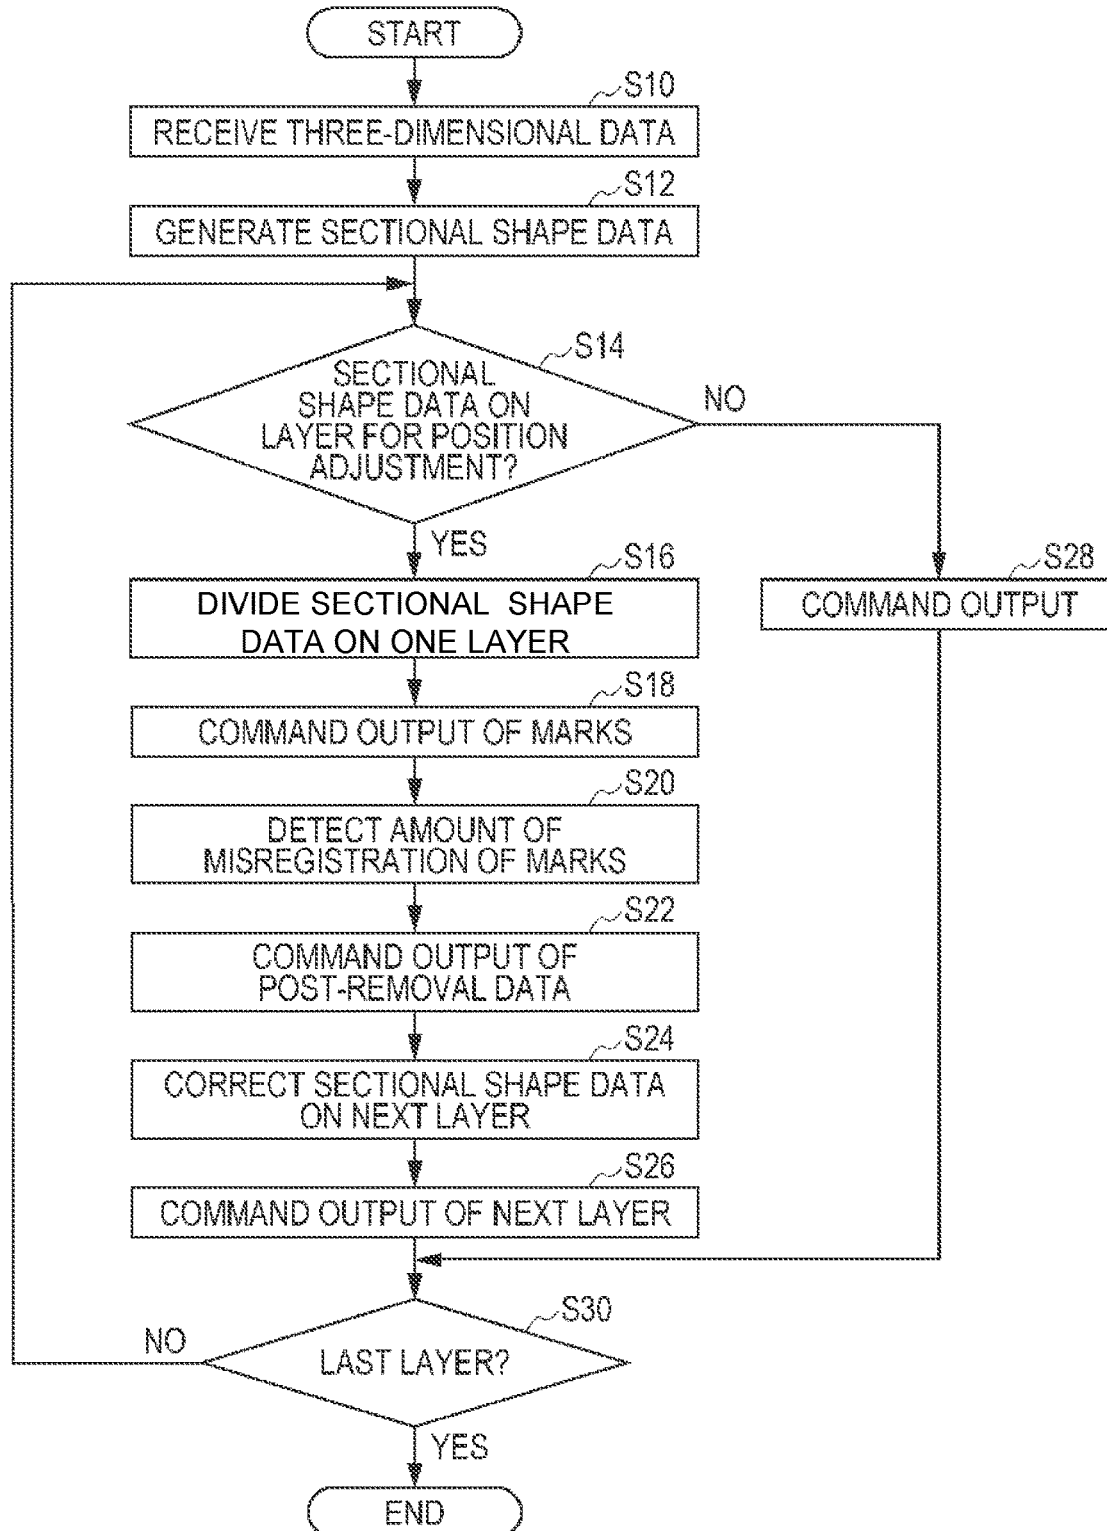 START
S10
RECEIVE THREE-DIMENSIONAL DATA
S12
GENERATE SECTIONAL SHAPE DATA
S14
SECTIONAL
SHAPE DATA ON
LAYER FOR POSITION
ADJUSTMENT?
NO
YES
S16
DIVIDE SECTIONAL SHAPE
DATA ON ONE LAYER
S28
COMMAND OUTPUT
S18
COMMAND OUTPUT OF MARKS
S20
DETECT AMOUNT OF
MISREGISTRATION OF MARKS
S22
COMMAND OUTPUT OF
POST-REMOVAL DATA
S24
CORRECT SECTIONAL SHAPE DATA
ON NEXT LAYER
S26
COMMAND OUTPUT OF NEXT LAYER
S30
LAST LAYER?
NO
YES
END